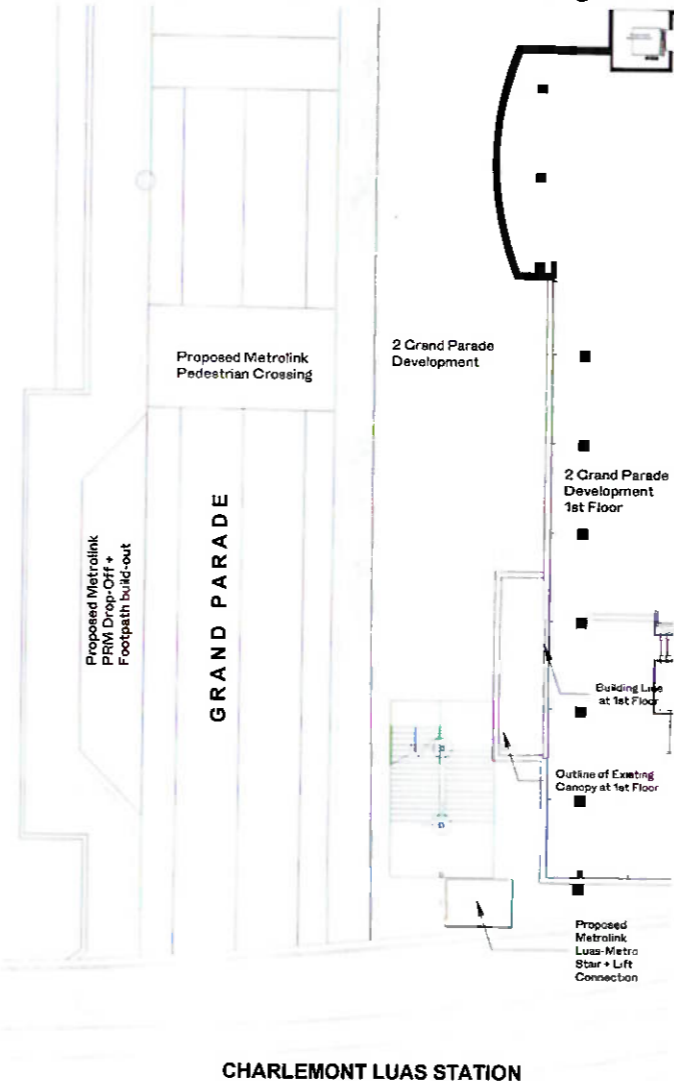 Proposed Metrolink
Pedestrian Crossing
2 Grand Parade
Development
2 Grand Parade
Development
1st Floor
GRAND PARADE
Proposed Metrolink
PRM Drop-Off +
Footpath build-out
Building Line
at 1st Floor
Outline of Existing
Canopy at 1st Floor
Proposed
Metrolink
Luas-Metro
Stair + Lift
Connection
CHARLEMONT LUAS STATION